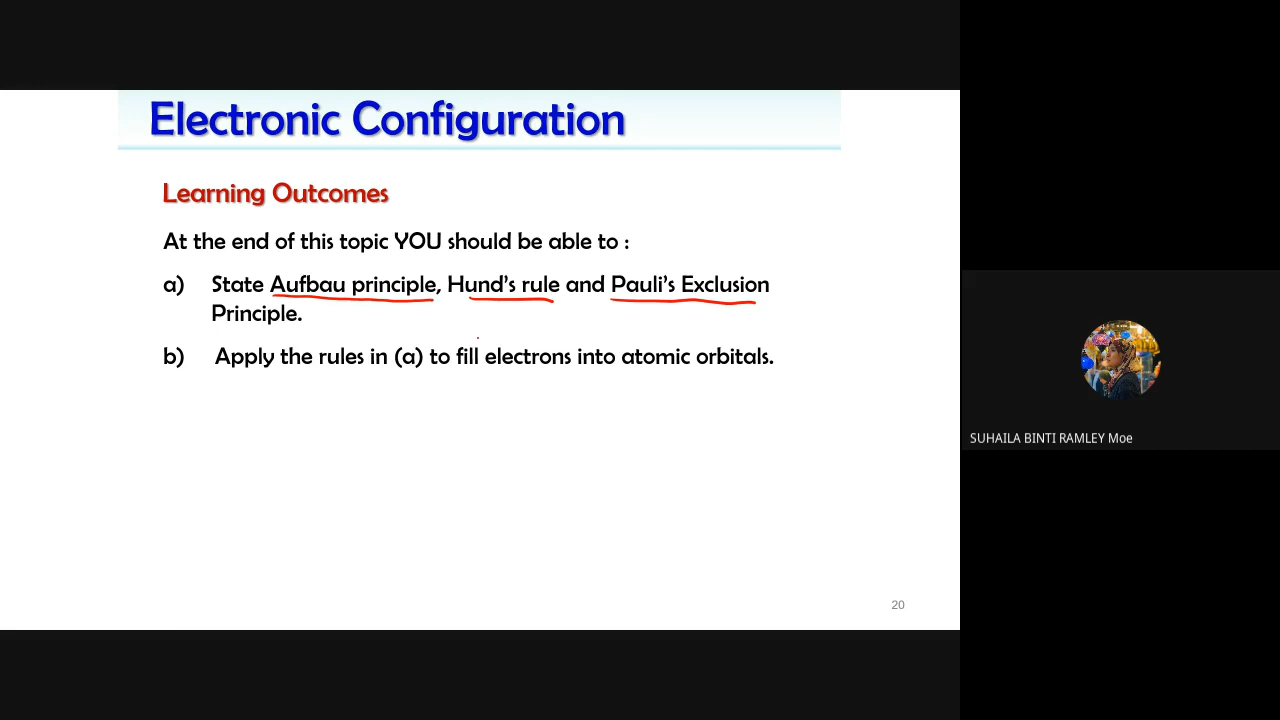 Electronic Configuration
Learning Outcomes
At the end of this topic YOU should be able to :
a) State Aufbau principle, Hund's rule and Pauli's Exclusion
Principle.
b) Apply the rules in (a) to fill electrons into atomic orbitals.
SUHAILA BINTI RAMLEY Moe
20